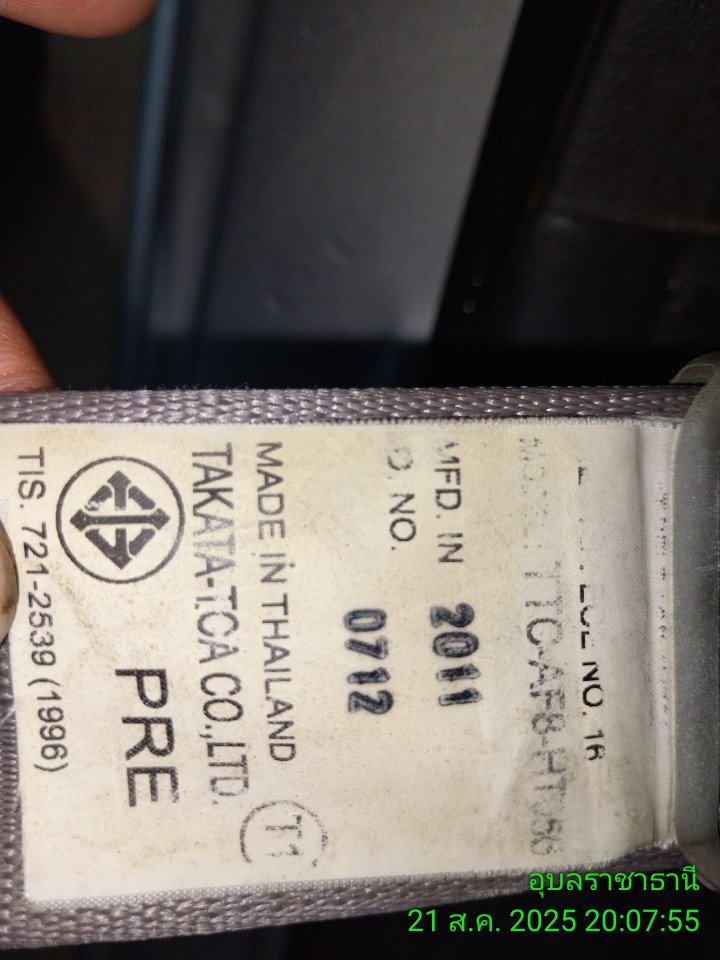 NO. 16
TTC-AF8-HT
MFD. IN 2011
NO. 0712
MADE IN THAILAND
TAKATA-TOA CO.,LTD.
T1
PRE
TIS. 721-2539 (1996)
อุบลราชธานี
21 ส.ค. 2025 20:07:55